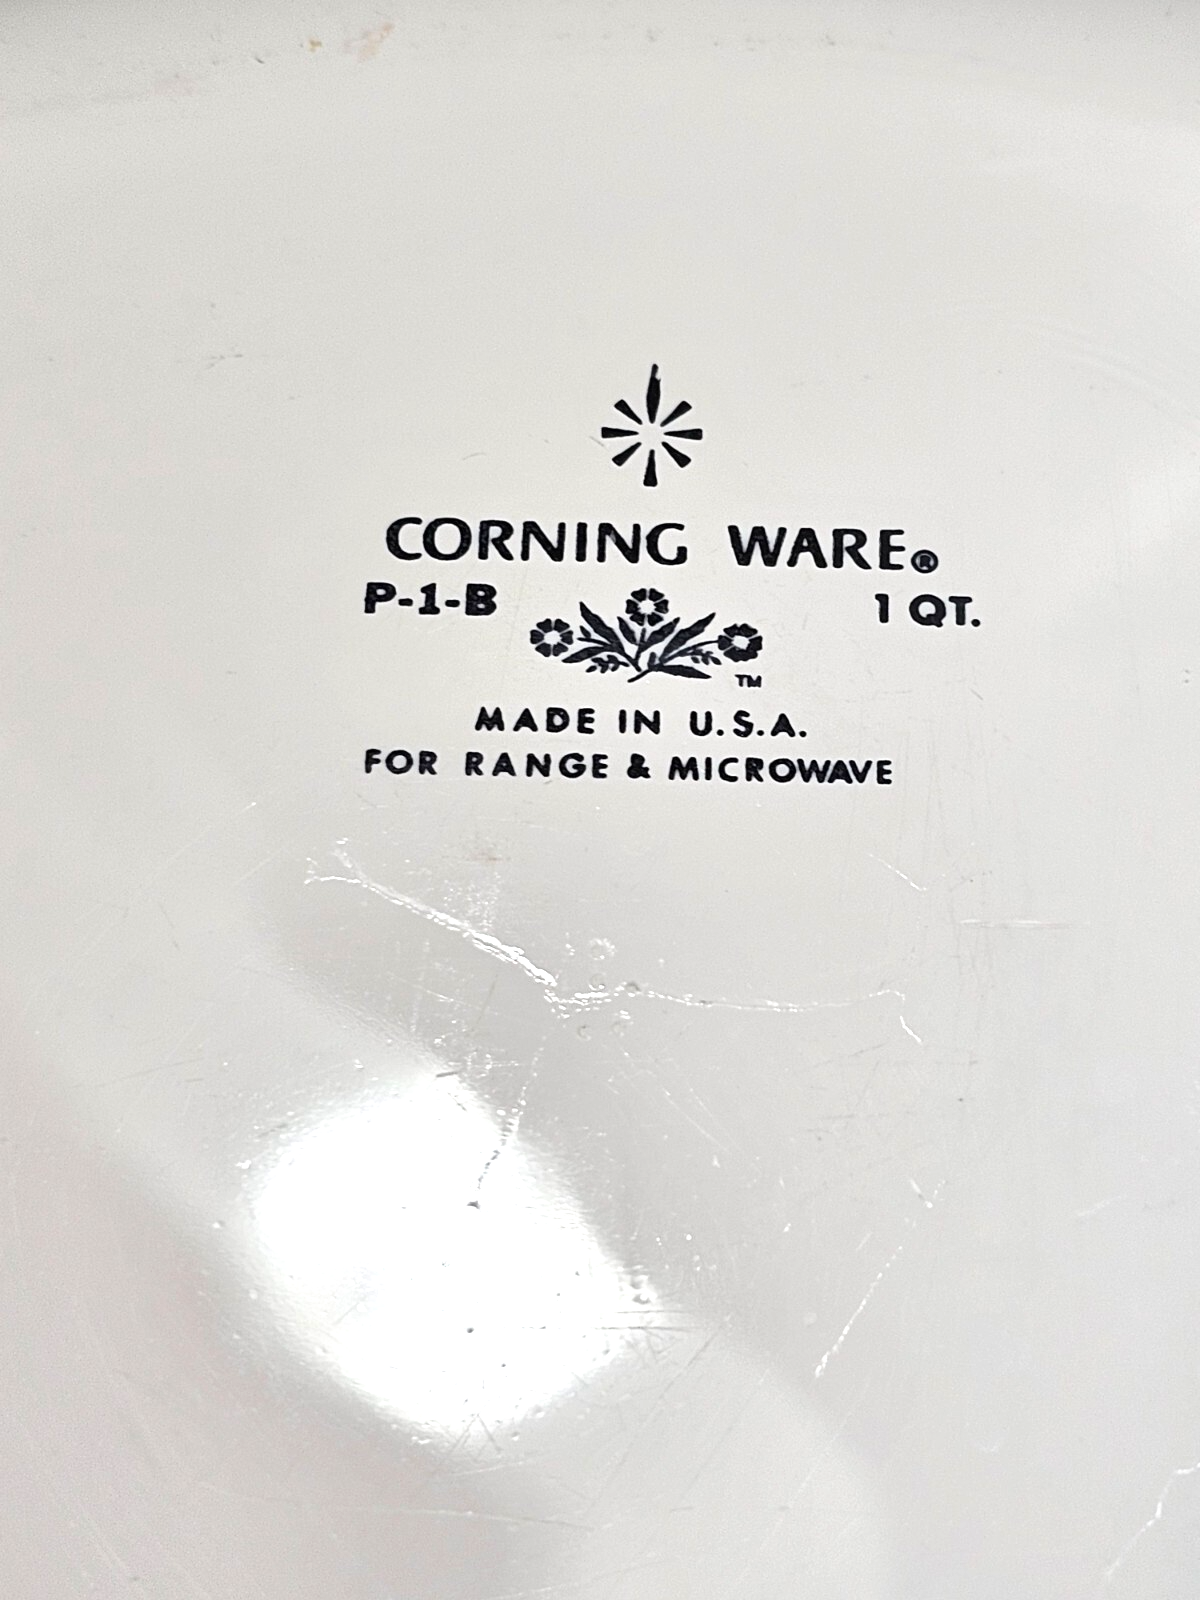 CORNING WARE®
P-1-B 1 QT.
TM
MADE IN U.S.A.
FOR RANGE & MICROWAVE